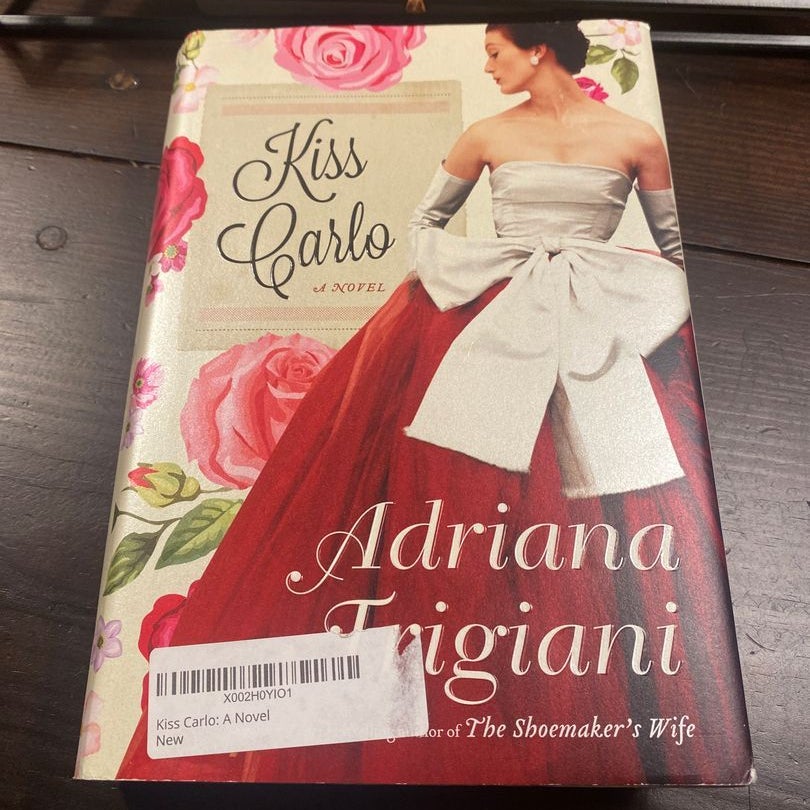 Kiss
Carlo
A NOVEL
Adriana
Trigiani
of The Shoemaker's Wife
X002H0YIO1
Kiss Carlo: A Novel
New